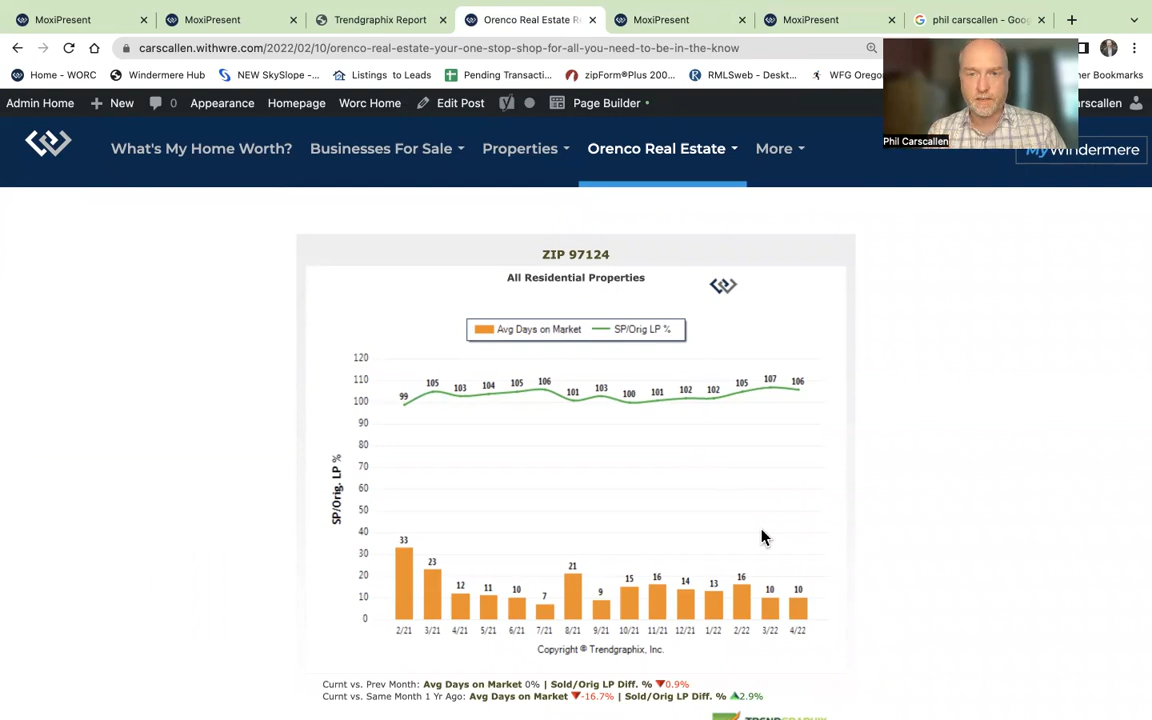 MoxiPresent
MoxiPresent
Trendgraphix Report
Orenco Real Estate R
MoxiPresent
MoxiPresent
phil carscallen - Goog
carscallen.withwre.com/2022/02/10/orenco-real-estate-your-one-stop-shop-for-all-you-need-to-be-in-the-know
Home - WORC
Windermere Hub
NEW SkySlope -...
Listings to Leads
Pending Transacti...
zipForm®Plus 200...
RMLSweb - Deskt...
WFG Orego
her Bookmarks
Admin Home
New
0
Appearance
Homepage
Worc Home
Edit Post
Page Builder
carscallen
Phil Carscallen
What's My Home Worth?
Businesses For Sale
Properties
Orenco Real Estate
More
MyWindermere
ZIP 97124
All Residential Properties
Avg Days on Market
SP/Orig LP %
SP/Orig. LP %
120
110
100
90
80
70
60
50
40
30
20
10
0
99 105 103 104 105 106 101 103 100 101 102 102 105 107 106
33 23 12 11 10 7 21 9 15 16 14 13 16 10 10
2/21 3/21 4/21 5/21 6/21 7/21 8/21 9/21 10/21 11/21 12/21 1/22 2/22 3/22 4/22
Copyright ® Trendgraphix, Inc.
Curnt vs. Prev Month: Avg Days on Market 0% | Sold/Orig LP Diff. % ▼0.9%
Curnt vs. Same Month 1 Yr Ago: Avg Days on Market ▼-16.7% | Sold/Orig LP Diff. % ▲2.9%